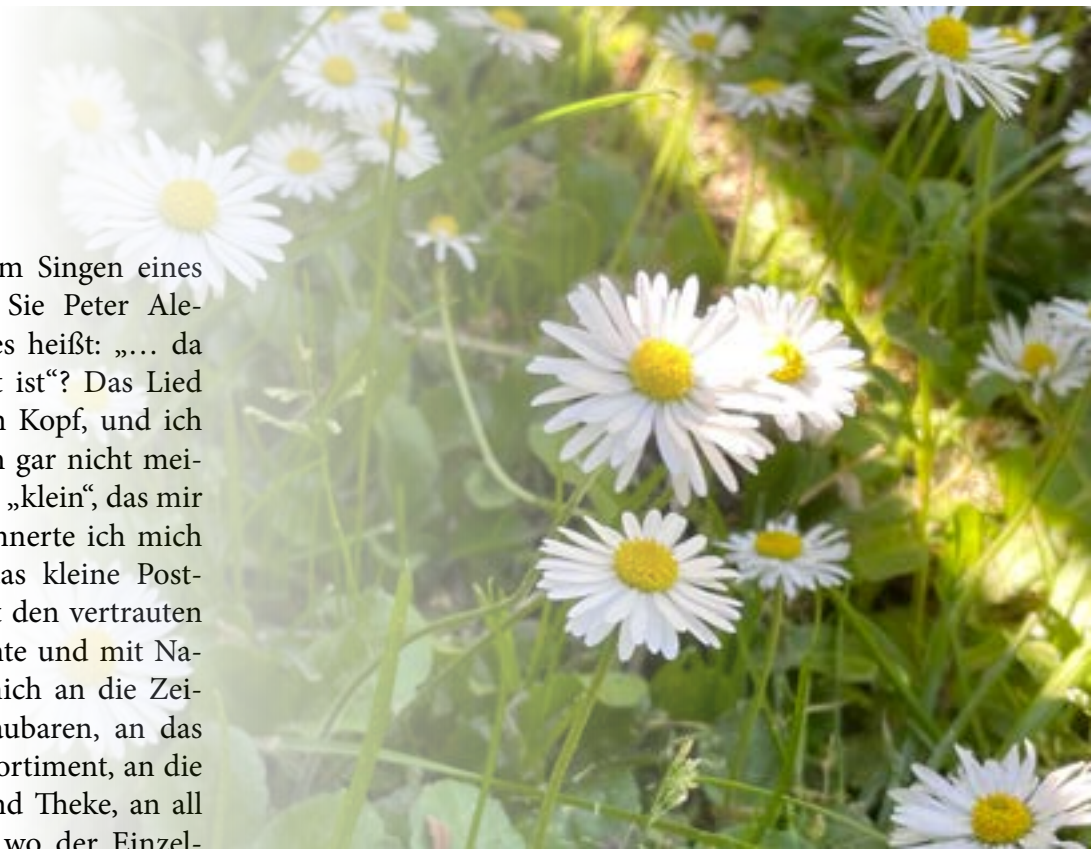 m Singen eines
Sie Peter Ale-
es heißt: „… da
t ist“? Das Lied
n Kopf, und ich
n gar nicht mei-
„klein“, das mir
nnerte ich mich
as kleine Post-
t den vertrauten
nte und mit Na-
nich an die Zei-
aubaren, an das
ortiment, an die
nd Theke, an all
wo der Einzel-